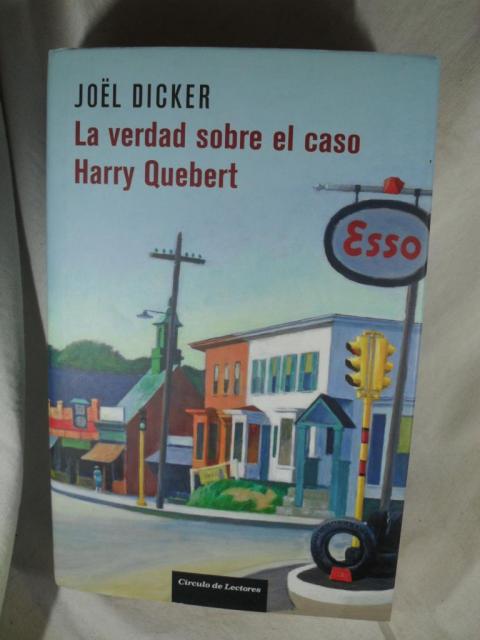 JOËL DICKER
La verdad sobre el caso
Harry Quebert
Esso
Círculo de Lectores